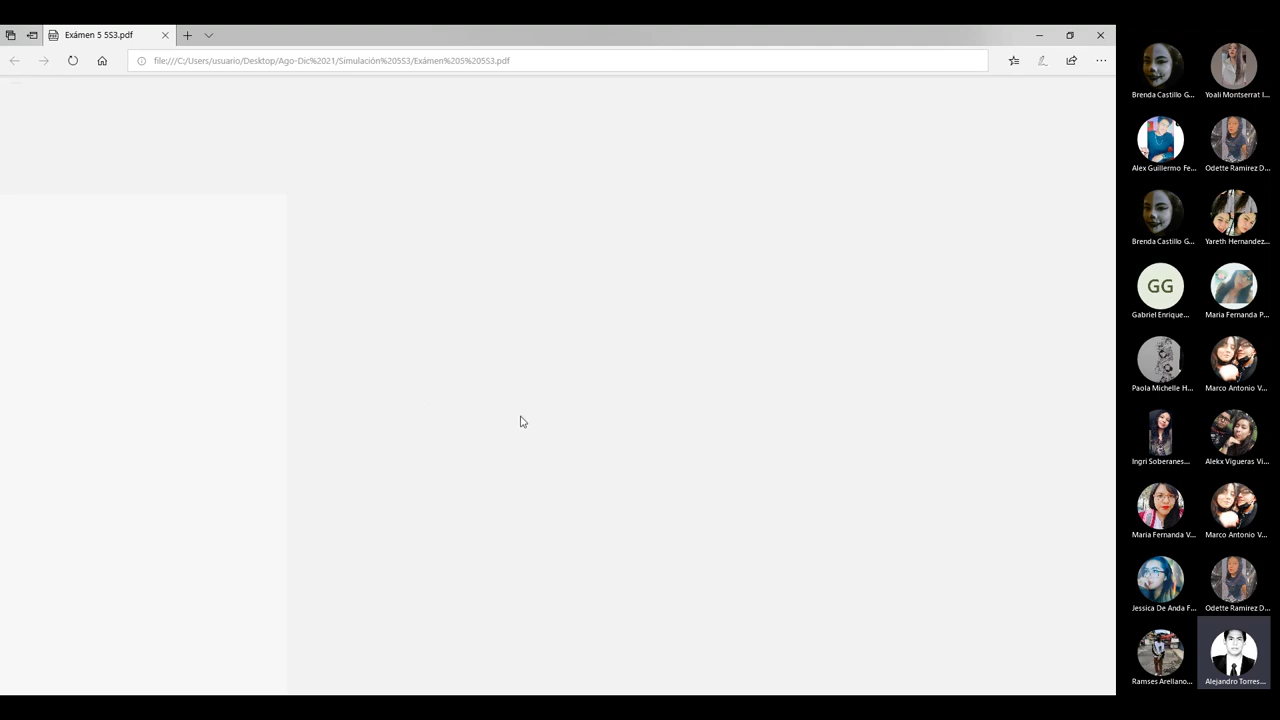 Exámen 5 5S3.pdf
file:///C:/Users/usuario/Desktop/Ago-Dic%2021/Simulación%205S3/Exámen%205%205S3.pdf
Brenda Castillo G...
Yoali Montserrat I...
Alex Guillermo Fe...
Odette Ramirez D...
Brenda Castillo G...
Yareth Hernandez...
GG
Gabriel Enrique...
Maria Fernanda P...
Paola Michelle H...
Marco Antonio V...
Ingri Soberanes...
Alekx Vigueras Vi...
Maria Fernanda V...
Marco Antonio V...
Jessica De Anda F...
Odette Ramirez D...
Ramses Arellano...
Alejandro Torres...